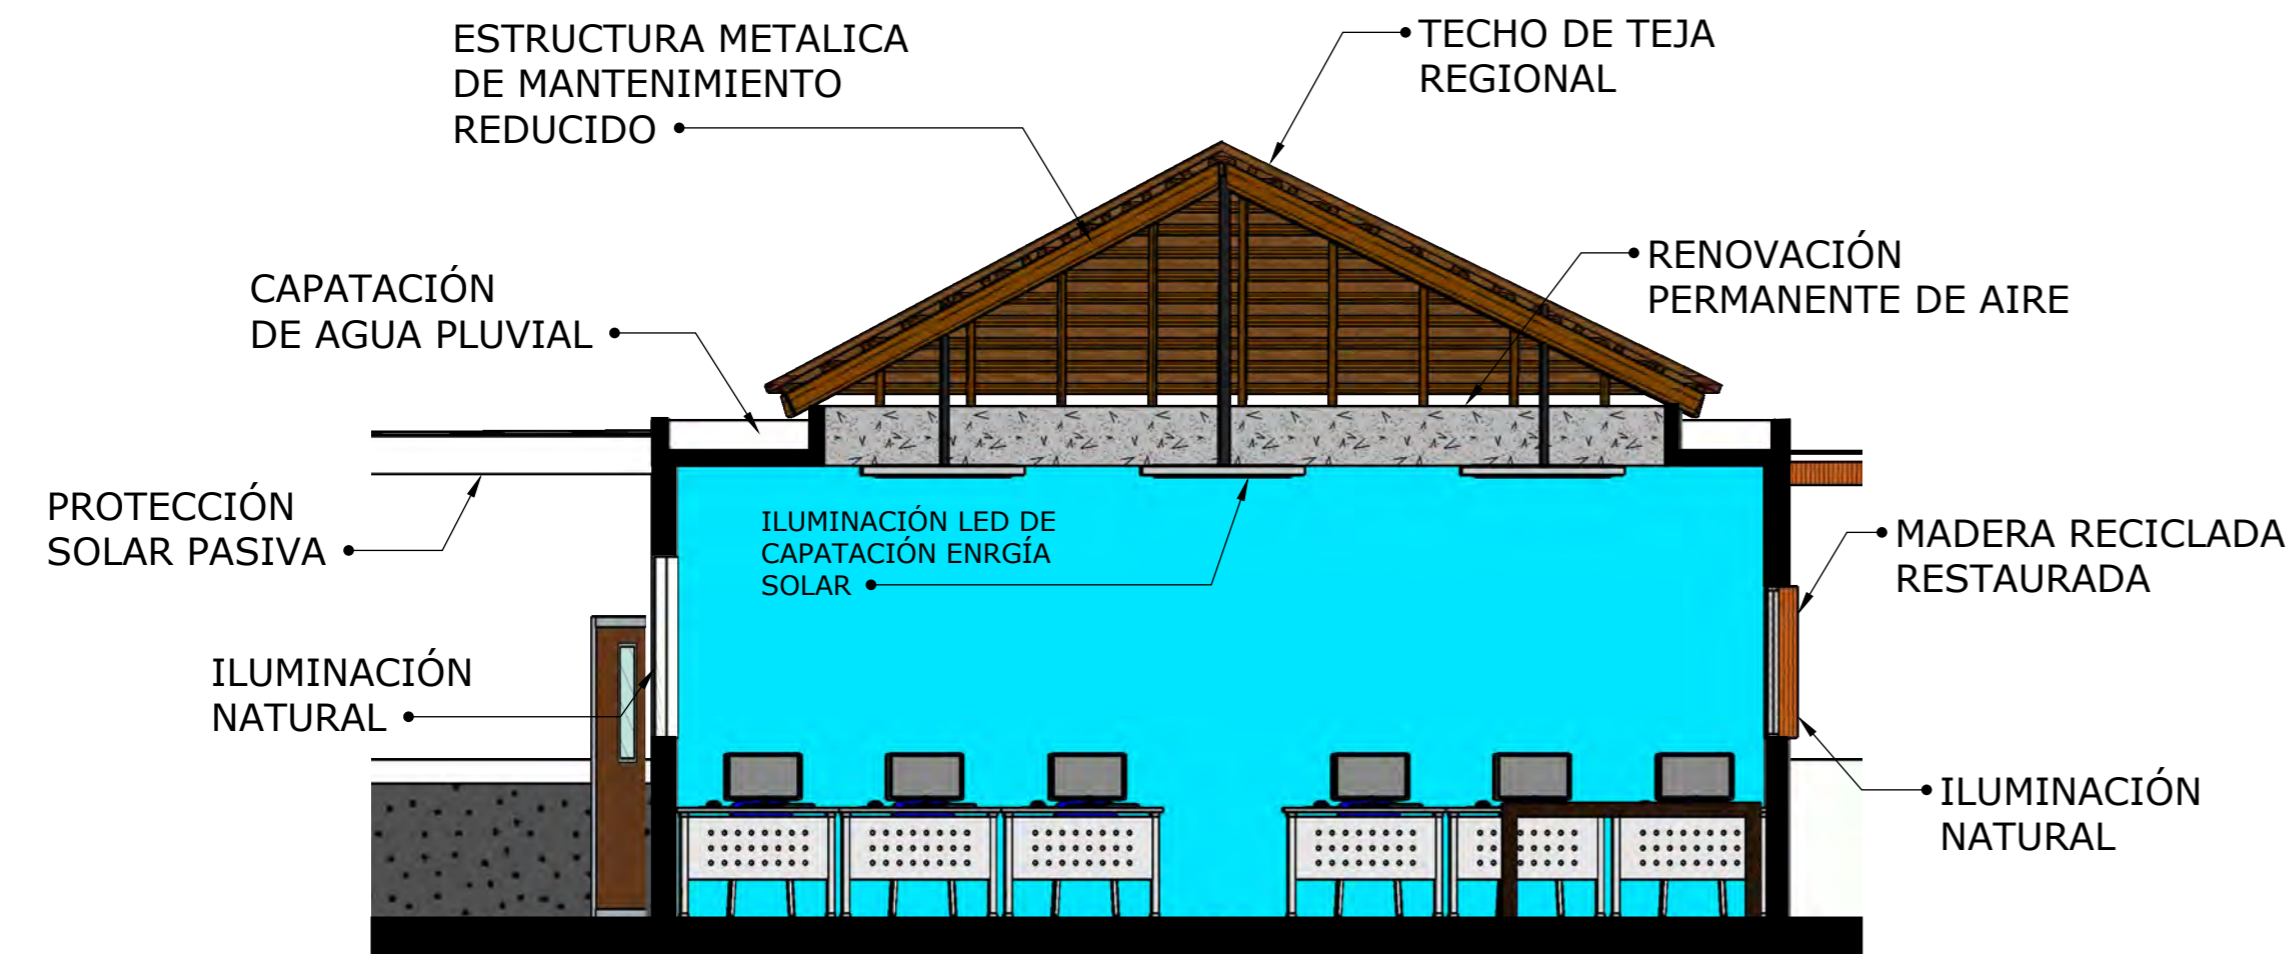 ESTRUCTURA METALICA
DE MANTENIMIENTO
REDUCIDO
TECHO DE TEJA
REGIONAL
CAPATACIÓN
DE AGUA PLUVIAL
RENOVACIÓN
PERMANENTE DE AIRE
PROTECCIÓN
SOLAR PASIVA
ILUMINACIÓN LED DE
CAPATACIÓN ENRGÍA
SOLAR
MADERA RECICLADA
RESTAURADA
ILUMINACIÓN
NATURAL
ILUMINACIÓN
NATURAL